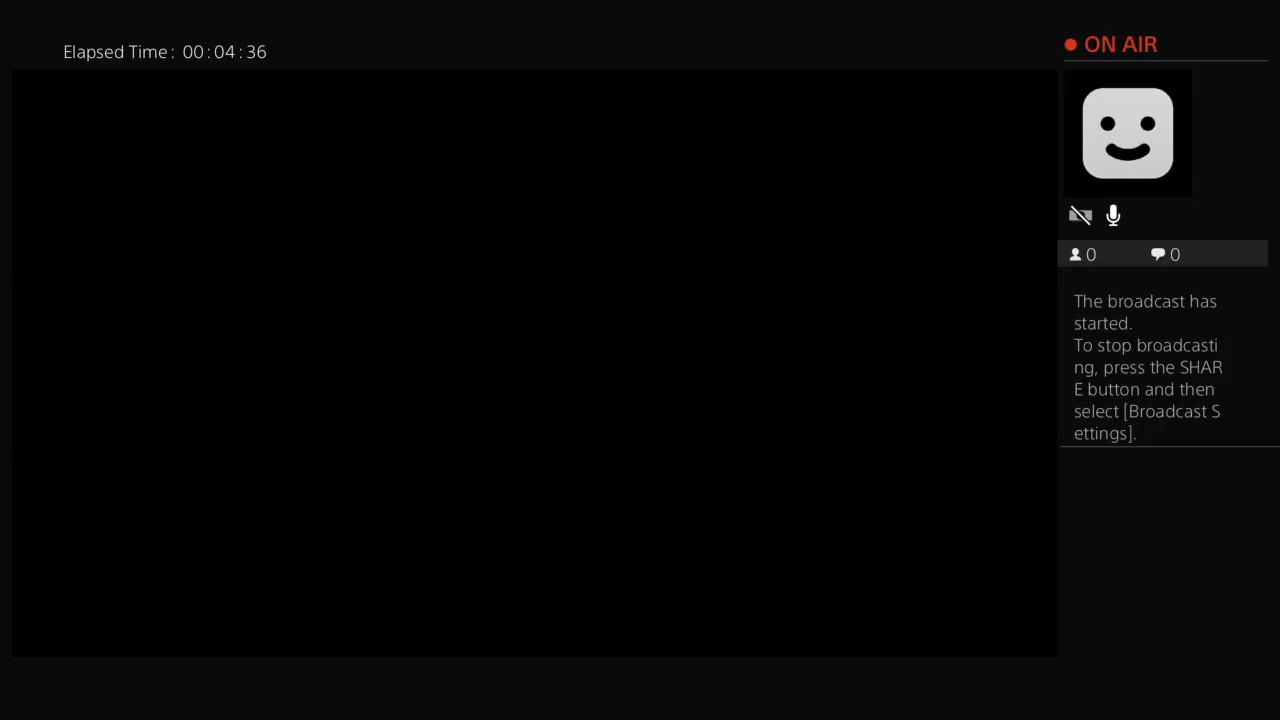 Elapsed Time: 00:04:36
ON AIR
0 0
The broadcast has
started.
To stop broadcasti
ng, press the SHAR
E button and then
select [Broadcast S
ettings].